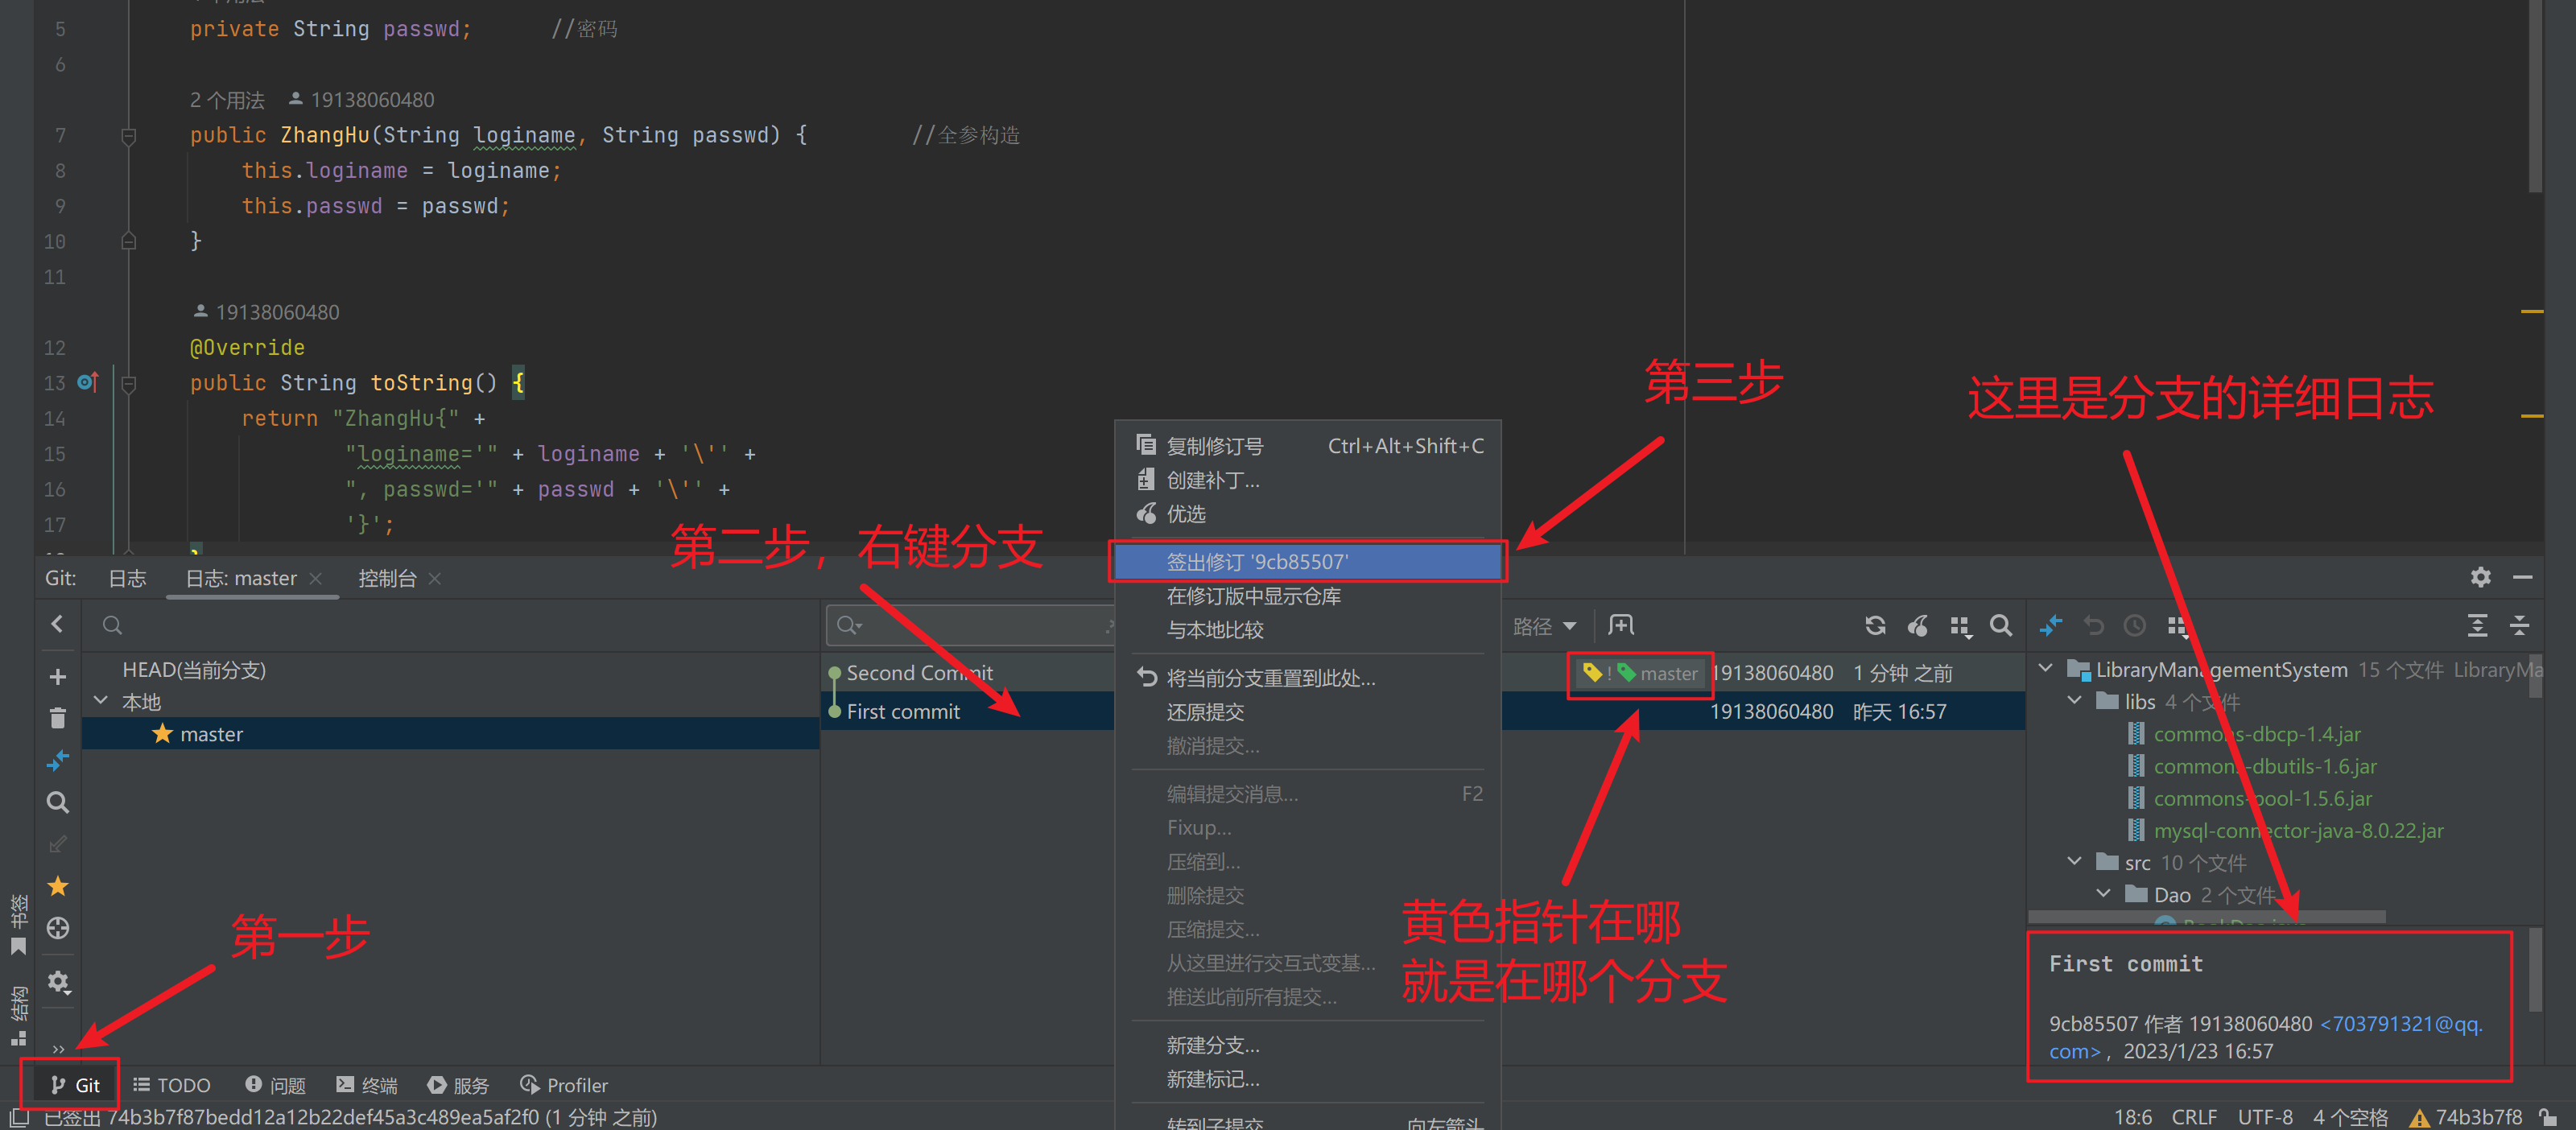 5 private String passwd; //密码
6
2 个用法 19138060480
7 public ZhangHu(String loginame, String passwd) { //全参构造
8 this.loginame = loginame;
9 this.passwd = passwd;
10 }
11
19138060480
12 @Override
13 public String toString() {
14 return "ZhangHu{" +
15 "loginame='" + loginame + '\'' +
16 ", passwd='" + passwd + '\'' +
17 '}';
第三步
这里是分支的详细日志
第二步，右键分支
复制修订号 Ctrl+Alt+Shift+C
创建补丁...
优选
签出修订 '9cb85507'
在修订版中显示仓库
与本地比较
将当前分支重置到此处...
还原提交
撤消提交...
编辑提交消息... F2
Fixup...
压缩到...
删除提交
压缩提交...
从这里进行交互式变基...
推送此前所有提交...
新建分支...
新建标记...
转到子提交 向左箭头
Git: 日志 日志: master 控制台
路径
HEAD(当前分支)
本地
master
Second Commit ! master 19138060480 1 分钟 之前
First commit 19138060480 昨天 16:57
LibraryManagementSystem 15 个文件 LibraryMa
libs 4 个文件
commons-dbcp-1.4.jar
commons-dbutils-1.6.jar
commons-pool-1.5.6.jar
mysql-connector-java-8.0.22.jar
src 10 个文件
Dao 2 个文件
黄色指针在哪
就是在哪个分支
第一步
First commit
9cb85507 作者 19138060480 <703791321@qq.
com> , 2023/1/23 16:57
书签
结构
Git TODO 问题 终端 服务 Profiler
已签出 74b3b7f87bedd12a12b22def45a3c489ea5af2f0 (1 分钟 之前)
18:6 CRLF UTF-8 4 个空格 74b3b7f8